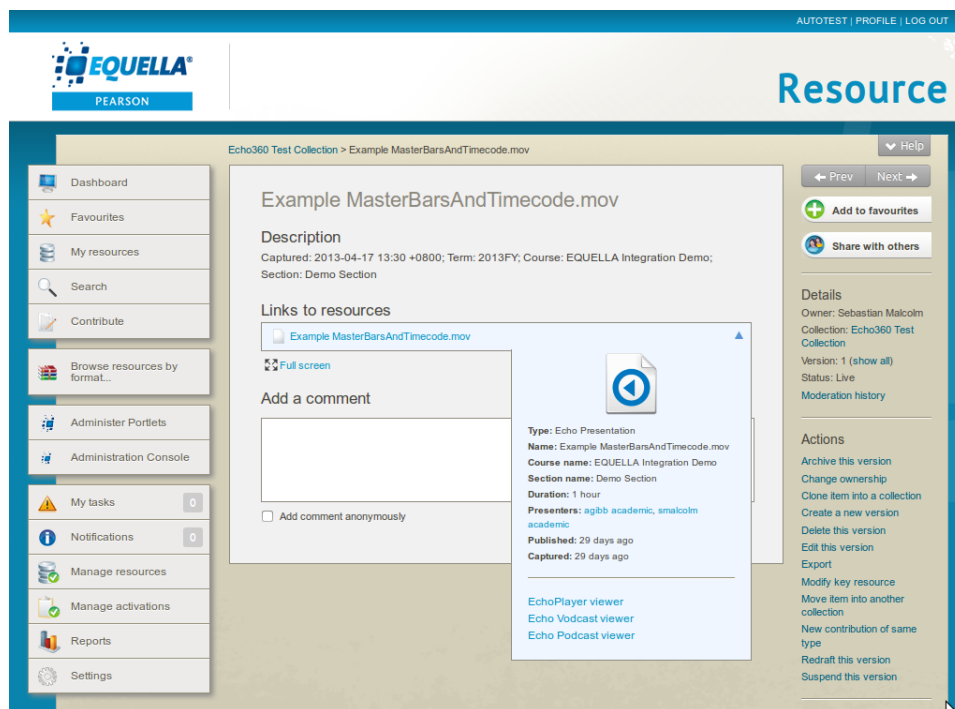 AUTOTEST | PROFILE | LOG OUT
EQUELLA®
PEARSON
Resource
Echo360 Test Collection > Example MasterBarsAndTimecode.mov
Help
Dashboard
Favourites
My resources
Search
Contribute
Browse resources by
format...
Administer Portlets
Administration Console
My tasks 0
Notifications 0
Manage resources
Manage activations
Reports
Settings
Example MasterBarsAndTimecode.mov
Description
Captured: 2013-04-17 13:30 +0800; Term: 2013FY; Course: EQUELLA Integration Demo;
Section: Demo Section
Links to resources
Example MasterBarsAndTimecode.mov
Full screen
Add a comment
Add comment anonymously
Type: Echo Presentation
Name: Example MasterBarsAndTimecode.mov
Course name: EQUELLA Integration Demo
Section name: Demo Section
Duration: 1 hour
Presenters: agibb academic, smalcolm
academic
Published: 29 days ago
Captured: 29 days ago
EchoPlayer viewer
Echo Vodcast viewer
Echo Podcast viewer
Prev Next
Add to favourites
Share with others
Details
Owner: Sebastian Malcolm
Collection: Echo360 Test
Collection
Version: 1 (show all)
Status: Live
Moderation history
Actions
Archive this version
Change ownership
Clone item into a collection
Create a new version
Delete this version
Edit this version
Export
Modify key resource
Move item into another
collection
New contribution of same
type
Redraft this version
Suspend this version